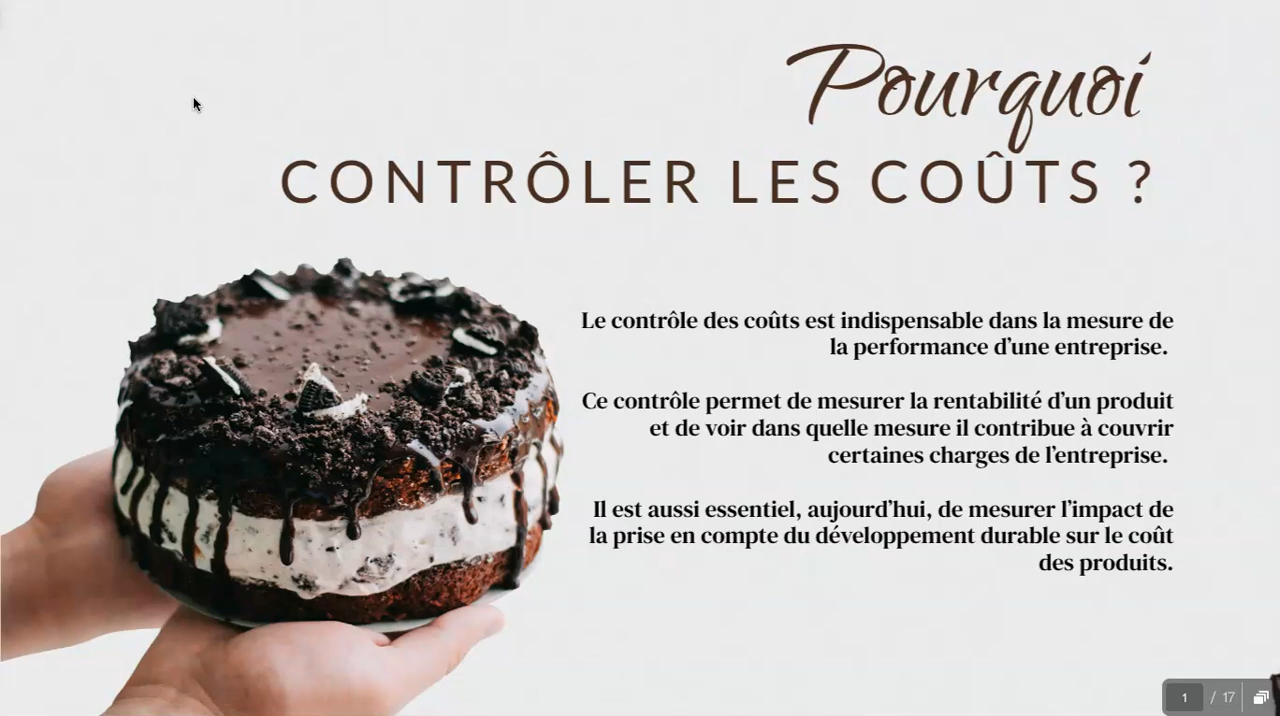 Pourquoi
CONTRÔLER LES COÛTS ?
Le contrôle des coûts est indispensable dans la mesure de
la performance d'une entreprise.
Ce contrôle permet de mesurer la rentabilité d'un produit
et de voir dans quelle mesure il contribue à couvrir
certaines charges de l'entreprise.
Il est aussi essentiel, aujourd'hui, de mesurer l'impact de
la prise en compte du développement durable sur le coût
des produits.
1 / 17